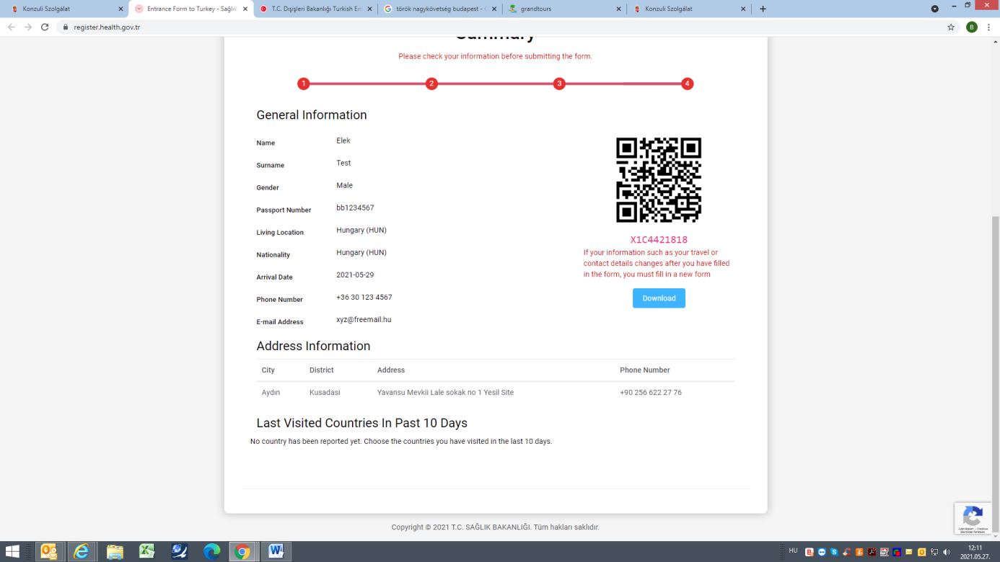 Konzuli Szolgálat
Entrance Form to Turkey - Sağlık
T.C. Dışişleri Bakanlığı Turkish Em
török nagykövetség budapest - G
grandtours
Konzuli Szolgálat
register.health.gov.tr
B
Summary
Please check your information before submitting the form.
1 2 3 4
General Information
Name Elek
Surname Test
Gender Male
Passport Number bb1234567
Living Location Hungary (HUN)
Nationality Hungary (HUN)
Arrival Date 2021-05-29
Phone Number +36 30 123 4567
E-mail Address xyz@freemail.hu
X1C4421818
If your information such as your travel or
contact details changes after you have filled
in the form, you must fill in a new form
Download
Address Information
City District Address Phone Number
Aydın Kusadasi Yavansu Mevkii Lale sokak no 1 Yesil Site +90 256 622 27 76
Last Visited Countries In Past 10 Days
No country has been reported yet. Choose the countries you have visited in the last 10 days.
Copyright © 2021 T.C. SAĞLIK BAKANLIĞI. Tüm hakları saklıdır.
HU
12:11
2021.05.27.